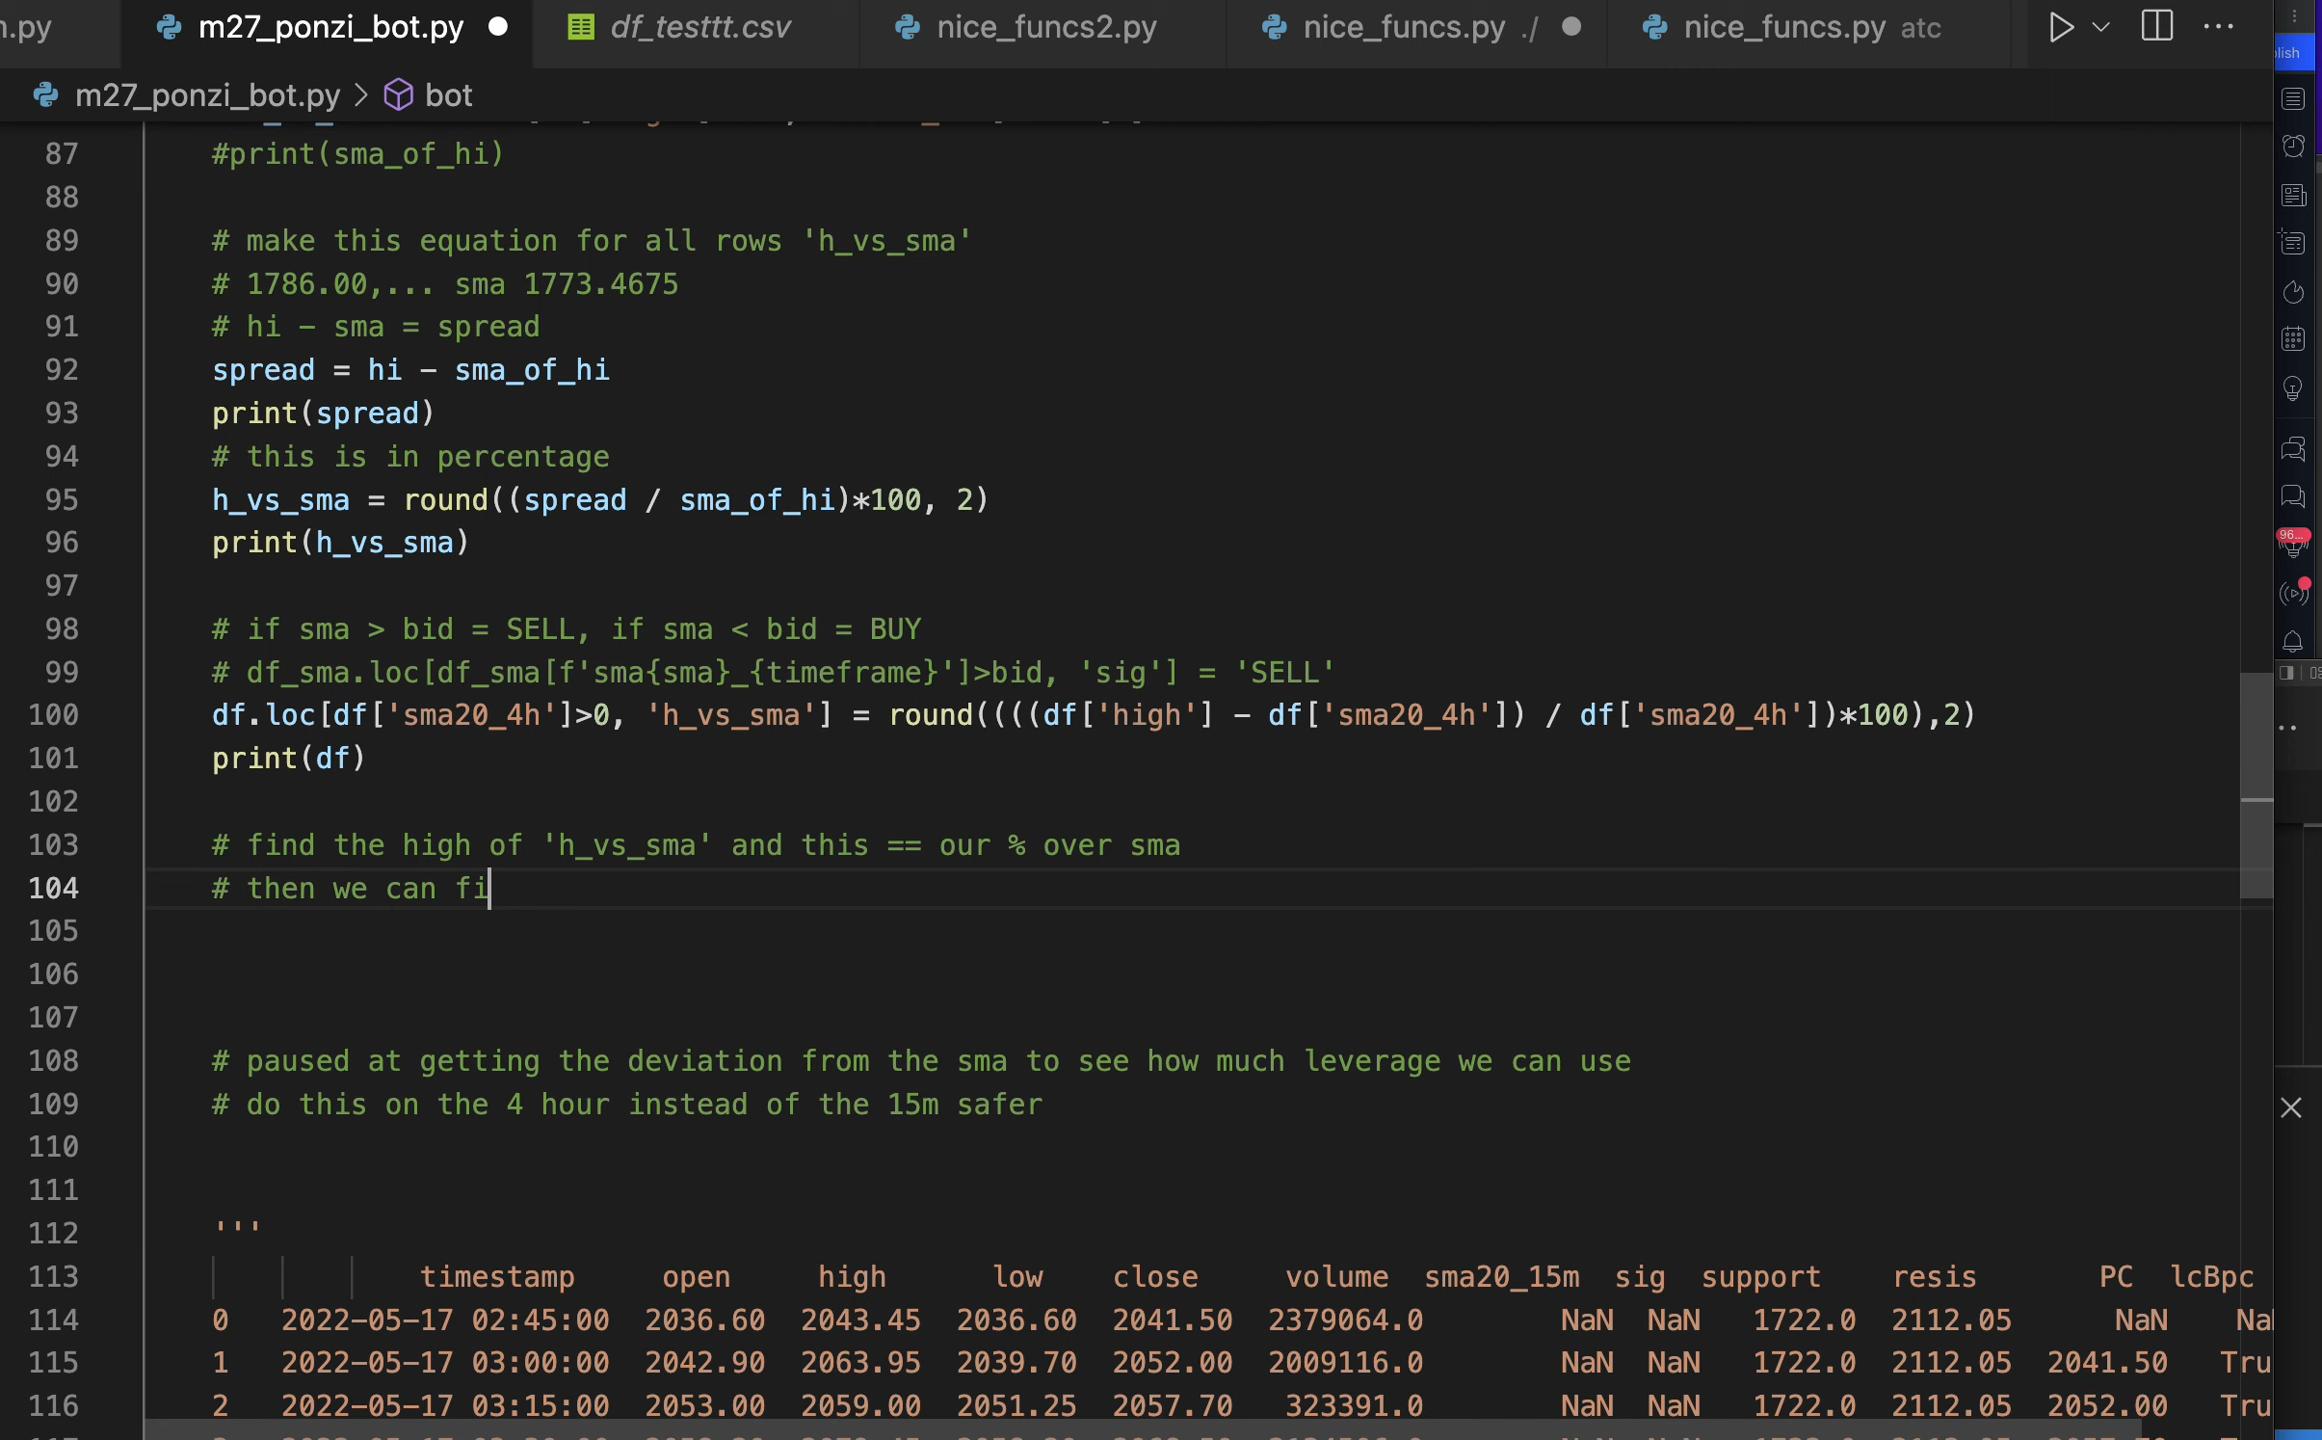 n.py m27_ponzi_bot.py df_testtt.csv nice_funcs2.py nice_funcs.py ./ nice_funcs.py atc
lish
m27_ponzi_bot.py > bot
87 #print(sma_of_hi)
88
89 # make this equation for all rows 'h_vs_sma'
90 # 1786.00,... sma 1773.4675
91 # hi - sma = spread
92 spread = hi - sma_of_hi
93 print(spread)
94 # this is in percentage
95 h_vs_sma = round((spread / sma_of_hi)*100, 2)
96 print(h_vs_sma)
96...
97
98 # if sma > bid = SELL, if sma < bid = BUY
99 # df_sma.loc[df_sma[f'sma{sma}_{timeframe}']>bid, 'sig'] = 'SELL'
100 df.loc[df['sma20_4h']>0, 'h_vs_sma'] = round((((df['high'] - df['sma20_4h']) / df['sma20_4h'])*100),2)
101 print(df)
102
103 # find the high of 'h_vs_sma' and this == our % over sma
104 # then we can fi
105
106
107
108 # paused at getting the deviation from the sma to see how much leverage we can use
109 # do this on the 4 hour instead of the 15m safer
110
111
112 '''
113 timestamp open high low close volume sma20_15m sig support resis PC lcBpc
114 0 2022-05-17 02:45:00 2036.60 2043.45 2036.60 2041.50 2379064.0 NaN NaN 1722.0 2112.05 NaN Na
115 1 2022-05-17 03:00:00 2042.90 2063.95 2039.70 2052.00 2009116.0 NaN NaN 1722.0 2112.05 2041.50 Tru
116 2 2022-05-17 03:15:00 2053.00 2059.00 2051.25 2057.70 323391.0 NaN NaN 1722.0 2112.05 2052.00 Tru